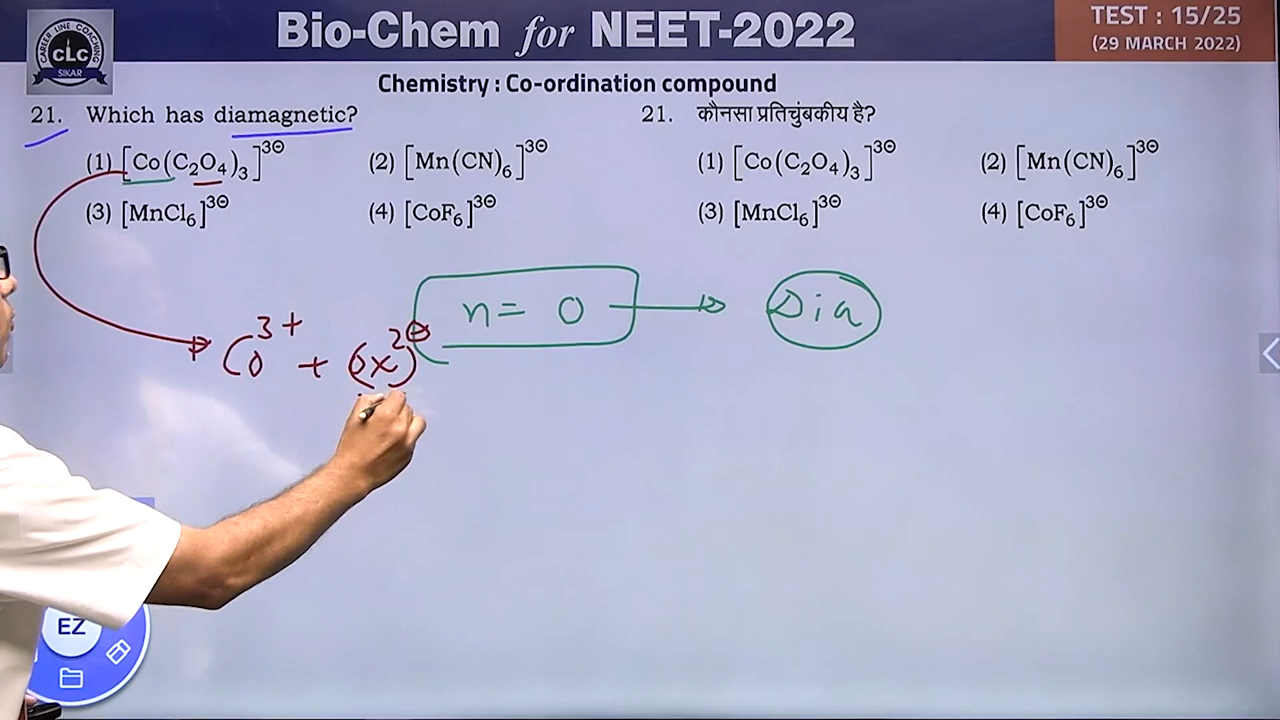 CAREER LINE COACHING
CLC
SIKAR
Bio-Chem for NEET-2022
TEST : 15/25
(29 MARCH 2022)
Chemistry : Co-ordination compound
21. Which has diamagnetic?
(1) [Co(C₂O₄)₃]³⊖ (2) [Mn(CN)₆]³⊖
(3) [MnCl₆]³⊖ (4) [CoF₆]³⊖
21. कौनसा प्रतिचुंबकीय है?
(1) [Co(C₂O₄)₃]³⊖ (2) [Mn(CN)₆]³⊖
(3) [MnCl₆]³⊖ (4) [CoF₆]³⊖
n = 0 → Dia
Co³⁺ + (ox)²⊖
EZ